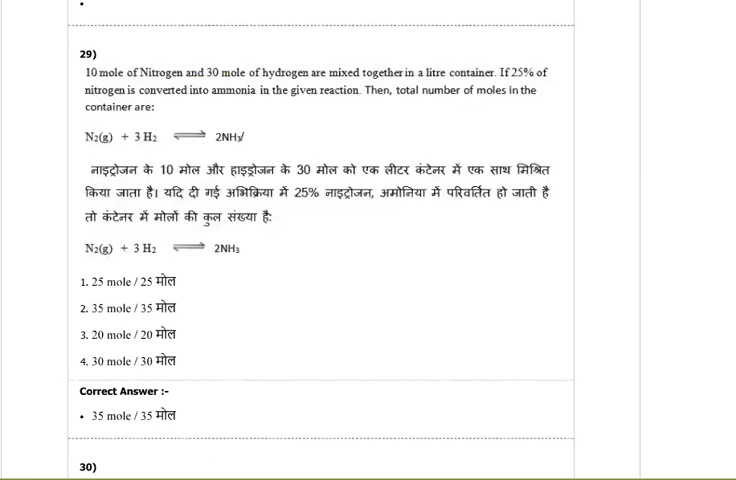 29)
10 mole of Nitrogen and 30 mole of hydrogen are mixed together in a litre container. If 25% of
nitrogen is converted into ammonia in the given reaction. Then, total number of moles in the
container are:
N₂(g) + 3 H₂ ⇌ 2NH₃/
नाइट्रोजन के 10 मोल और हाइड्रोजन के 30 मोल को एक लीटर कंटेनर में एक साथ मिश्रित
किया जाता है। यदि दी गई अभिक्रिया में 25% नाइट्रोजन, अमोनिया में परिवर्तित हो जाती है
तो कंटेनर में मोलों की कुल संख्या है:
N₂(g) + 3 H₂ ⇌ 2NH₃
1. 25 mole / 25 मोल
2. 35 mole / 35 मोल
3. 20 mole / 20 मोल
4. 30 mole / 30 मोल
Correct Answer :-
• 35 mole / 35 मोल
30)